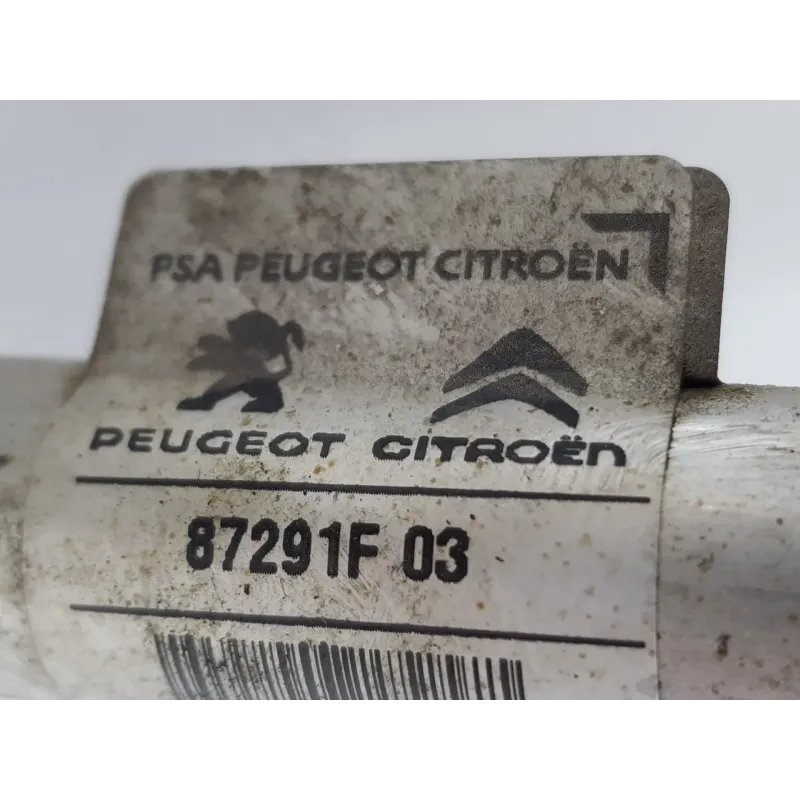 PSA PEUGEOT CITROËN
PEUGEOT CITROËN
87291F 03